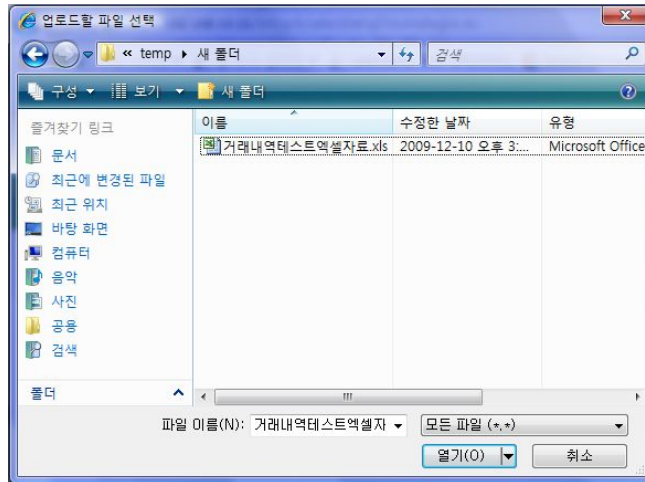 업로드할 파일 선택
« temp ▸ 새 폴더
검색
구성 보기 새 폴더
즐겨찾기 링크
문서
최근에 변경된 파일
최근 위치
바탕 화면
컴퓨터
음악
사진
공용
검색
폴더
이름 수정한 날짜 유형
거래내역테스트엑셀자료.xls 2009-12-10 오후 3:... Microsoft Office
파일 이름(N): 거래내역테스트엑셀자 모든 파일 (*.*)
열기(O) 취소